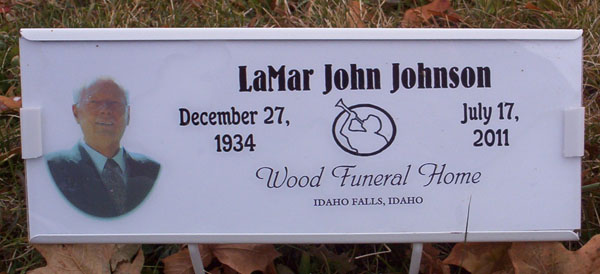 LaMar John Johnson
December 27,
1934
July 17,
2011
Wood Funeral Home
IDAHO FALLS, IDAHO